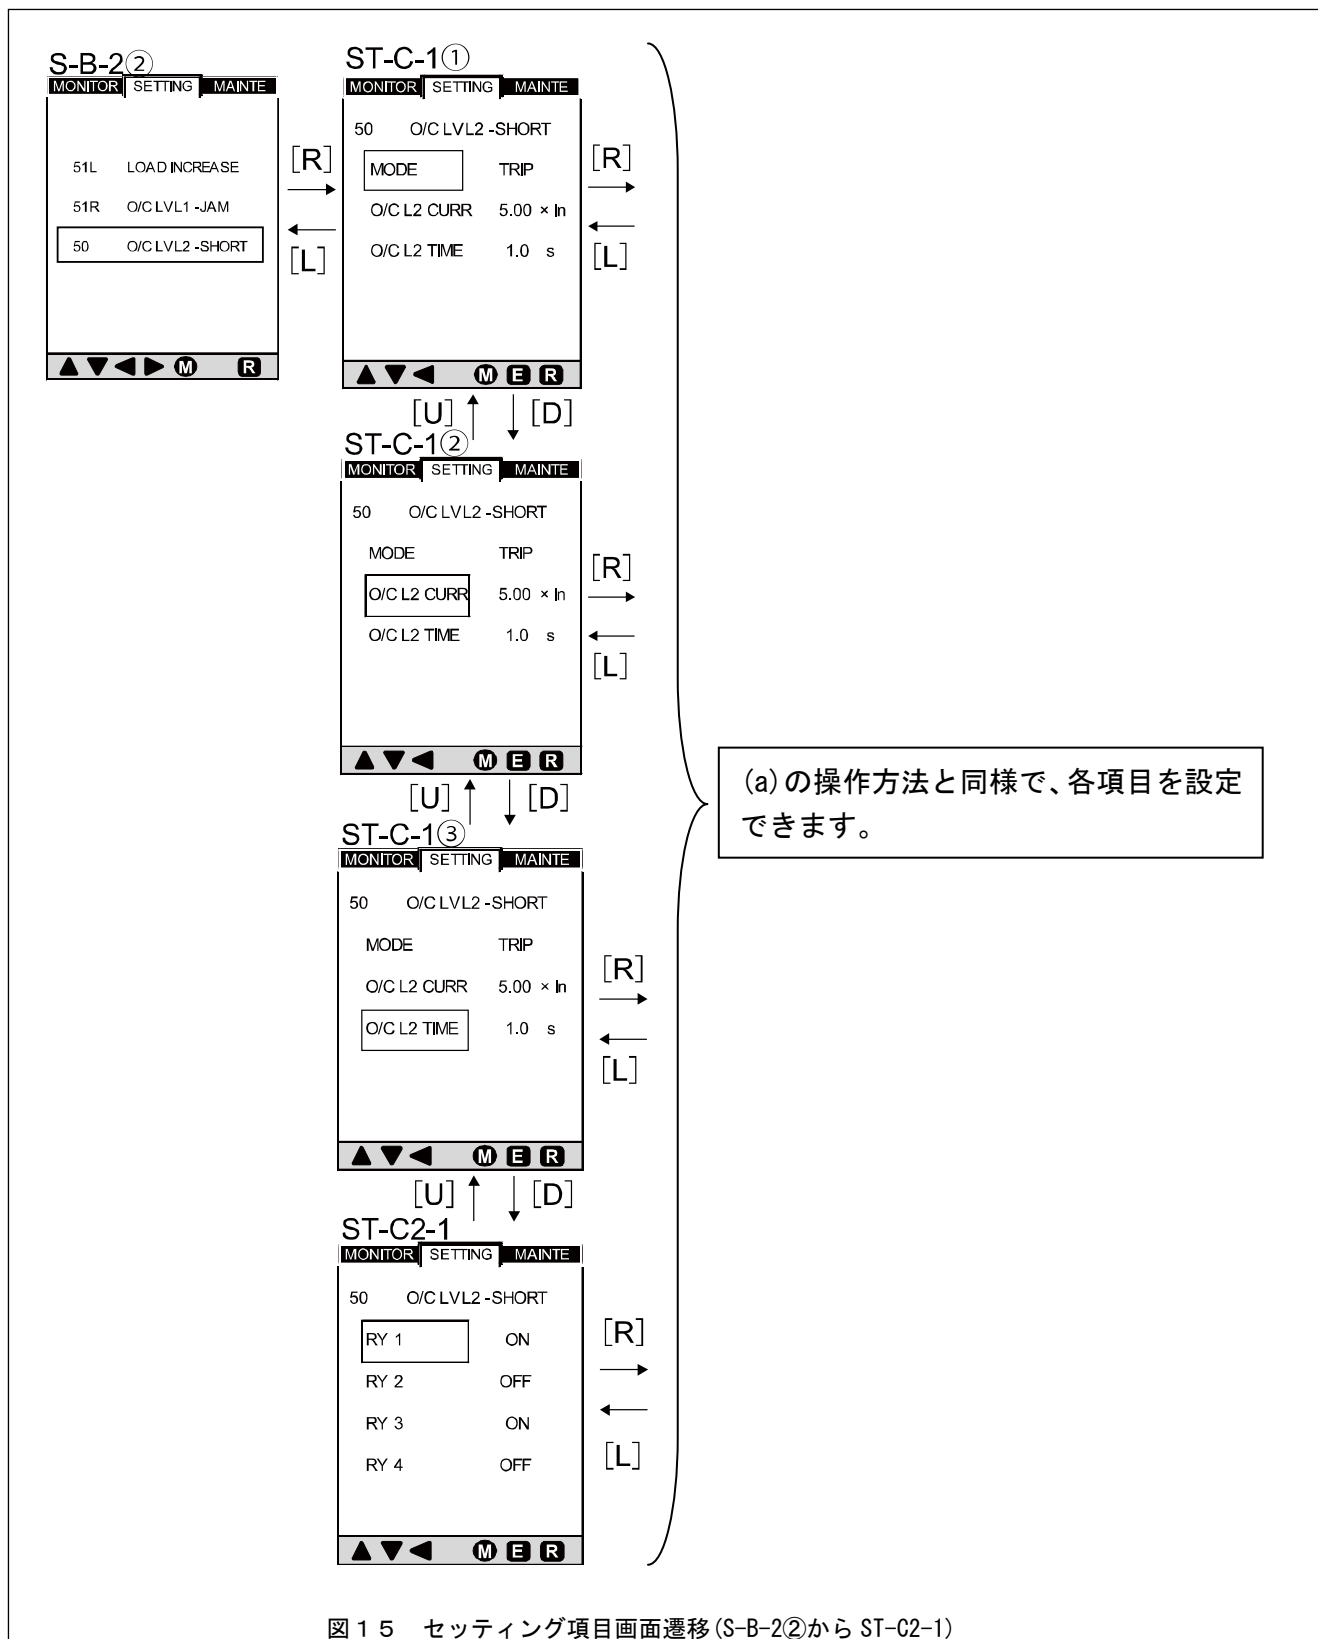 S-B-2②
MONITOR SETTING MAINTE
51L LOAD INCREASE
51R O/C LVL1 -JAM
50 O/C LVL2 -SHORT
▲▼◀▶ M R
[R]
[L]
ST-C-1①
MONITOR SETTING MAINTE
50 O/C LVL2 -SHORT
MODE TRIP
O/C L2 CURR 5.00 × In
O/C L2 TIME 1.0 s
▲▼◀ M E R
[R]
[L]
[U] [D]
ST-C-1②
MONITOR SETTING MAINTE
50 O/C LVL2 -SHORT
MODE TRIP
O/C L2 CURR 5.00 × In
O/C L2 TIME 1.0 s
▲▼◀ M E R
[R]
[L]
[U] [D]
ST-C-1③
MONITOR SETTING MAINTE
50 O/C LVL2 -SHORT
MODE TRIP
O/C L2 CURR 5.00 × In
O/C L2 TIME 1.0 s
▲▼◀ M E R
[R]
[L]
[U] [D]
ST-C2-1
MONITOR SETTING MAINTE
50 O/C LVL2 -SHORT
RY 1 ON
RY 2 OFF
RY 3 ON
RY 4 OFF
▲▼◀ M E R
[R]
[L]
(a)の操作方法と同様で、各項目を設定
できます。
図15 セッティング項目画面遷移(S-B-2②から ST-C2-1)